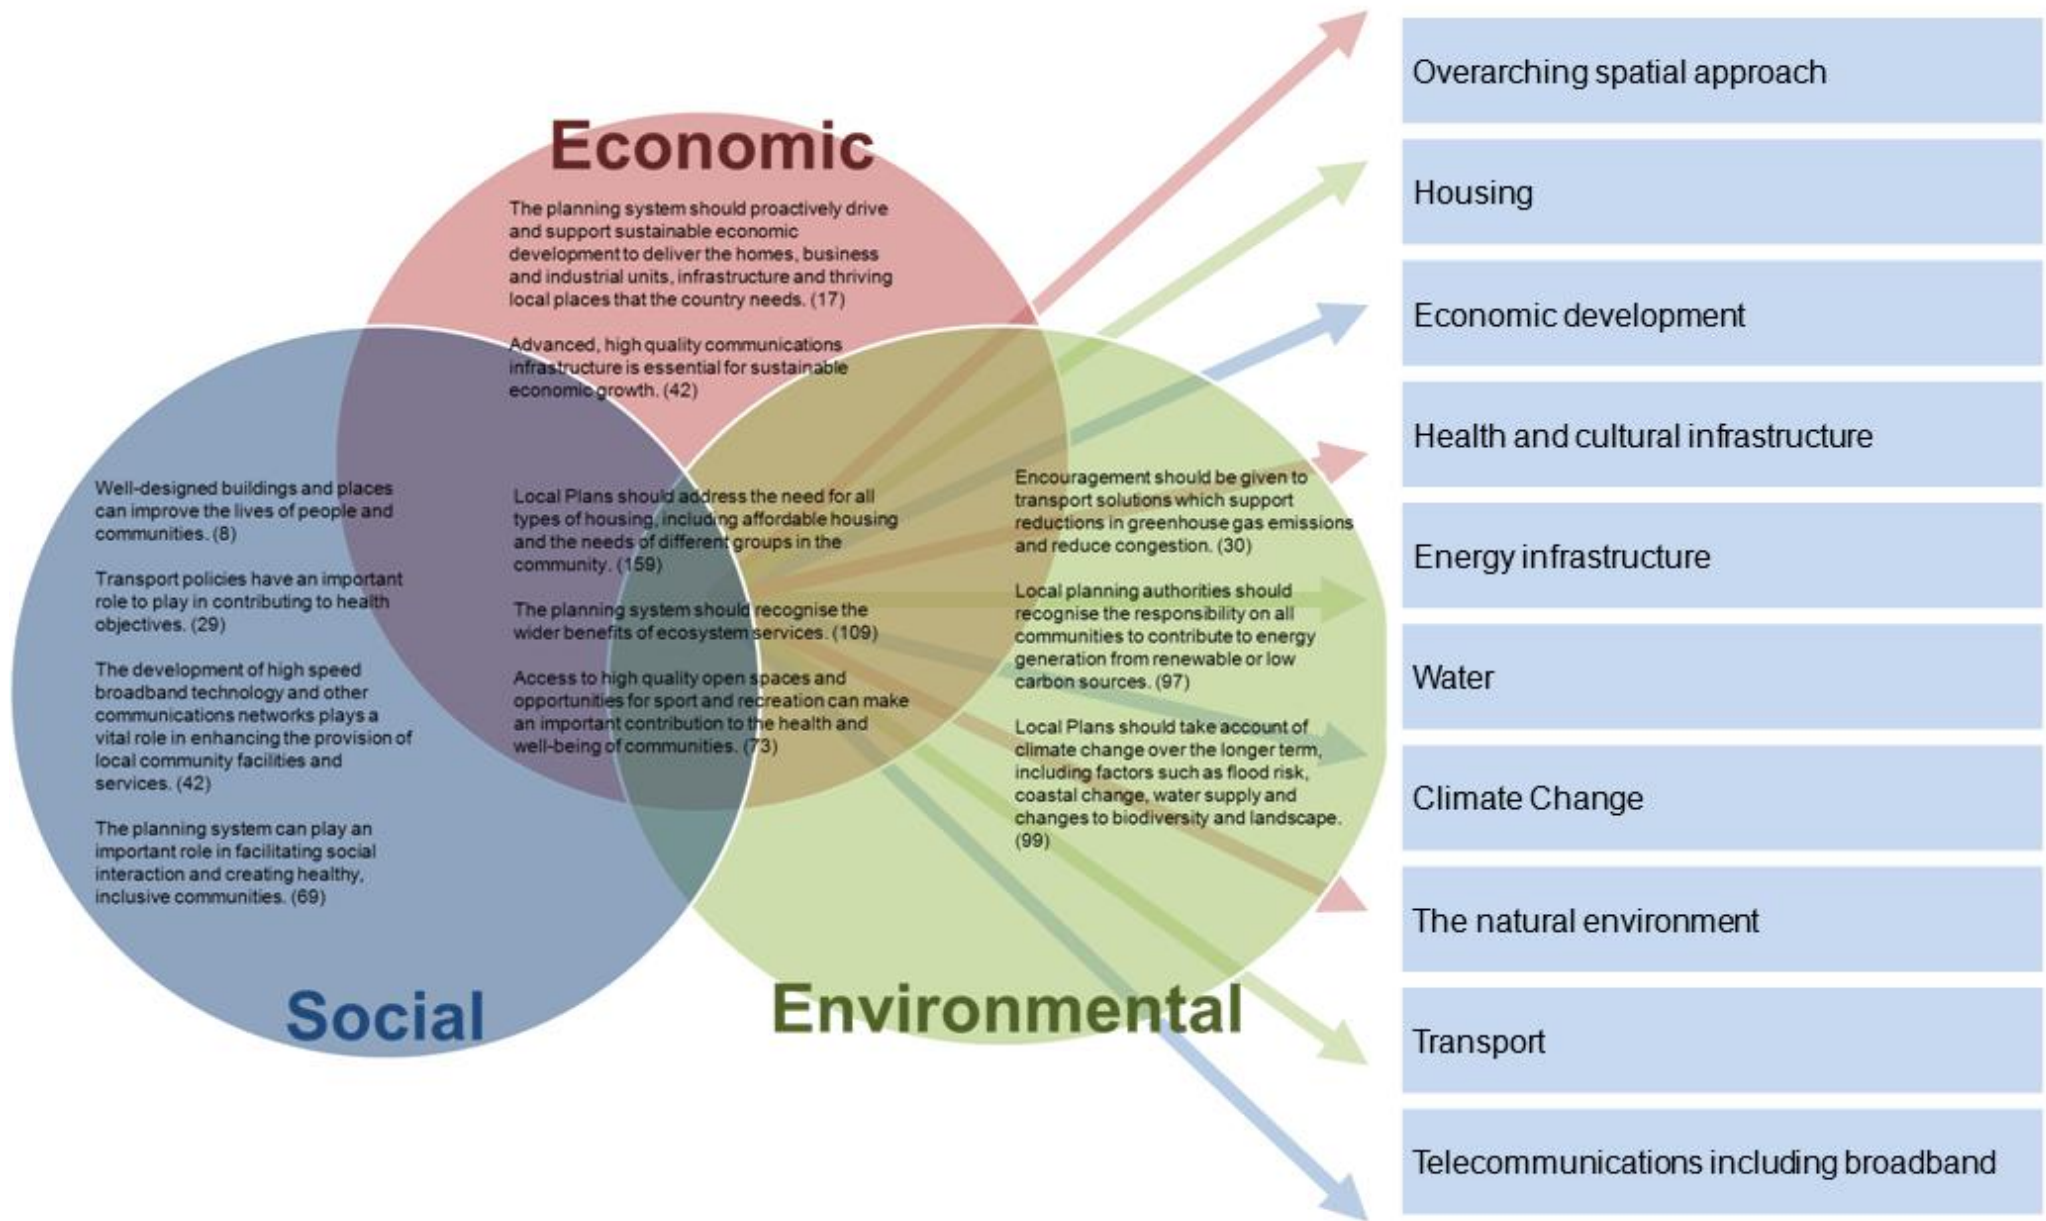 Economic
The planning system should proactively drive
and support sustainable economic
development to deliver the homes, business
and industrial units, infrastructure and thriving
local places that the country needs. (17)
Advanced, high quality communications
infrastructure is essential for sustainable
economic growth. (42)
Well-designed buildings and places
can improve the lives of people and
communities. (8)
Transport policies have an important
role to play in contributing to health
objectives. (29)
The development of high speed
broadband technology and other
communications networks plays a
vital role in enhancing the provision of
local community facilities and
services. (42)
The planning system can play an
important role in facilitating social
interaction and creating healthy,
inclusive communities. (69)
Social
Local Plans should address the need for all
types of housing, including affordable housing
and the needs of different groups in the
community. (159)
The planning system should recognise the
wider benefits of ecosystem services. (109)
Access to high quality open spaces and
opportunities for sport and recreation can make
an important contribution to the health and
well-being of communities. (73)
Encouragement should be given to
transport solutions which support
reductions in greenhouse gas emissions
and reduce congestion. (30)
Local planning authorities should
recognise the responsibility on all
communities to contribute to energy
generation from renewable or low
carbon sources. (97)
Local Plans should take account of
climate change over the longer term,
including factors such as flood risk,
coastal change, water supply and
changes to biodiversity and landscape.
(99)
Environmental
Overarching spatial approach
Housing
Economic development
Health and cultural infrastructure
Energy infrastructure
Water
Climate Change
The natural environment
Transport
Telecommunications including broadband